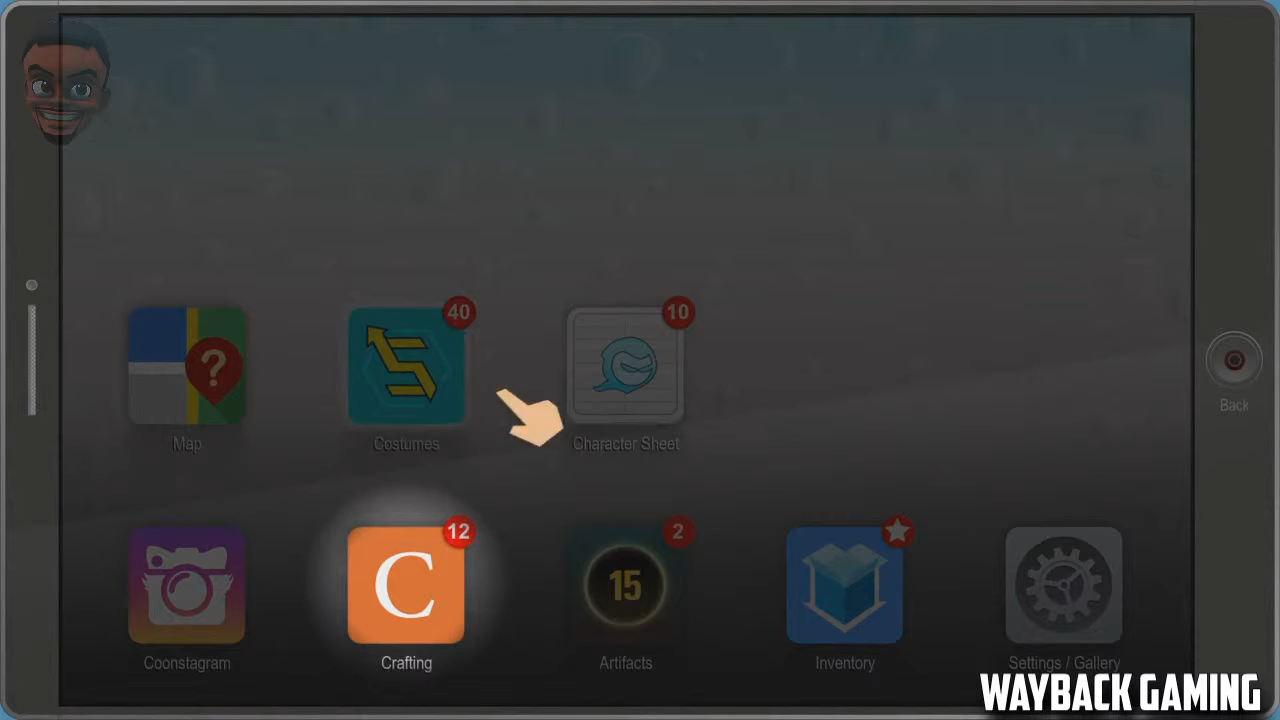 40
10
?
Map
Costumes
Character Sheet
Back
12
2
C
15
Coonstagram
Crafting
Artifacts
Inventory
Settings / Gallery
WAYBACK GAMING